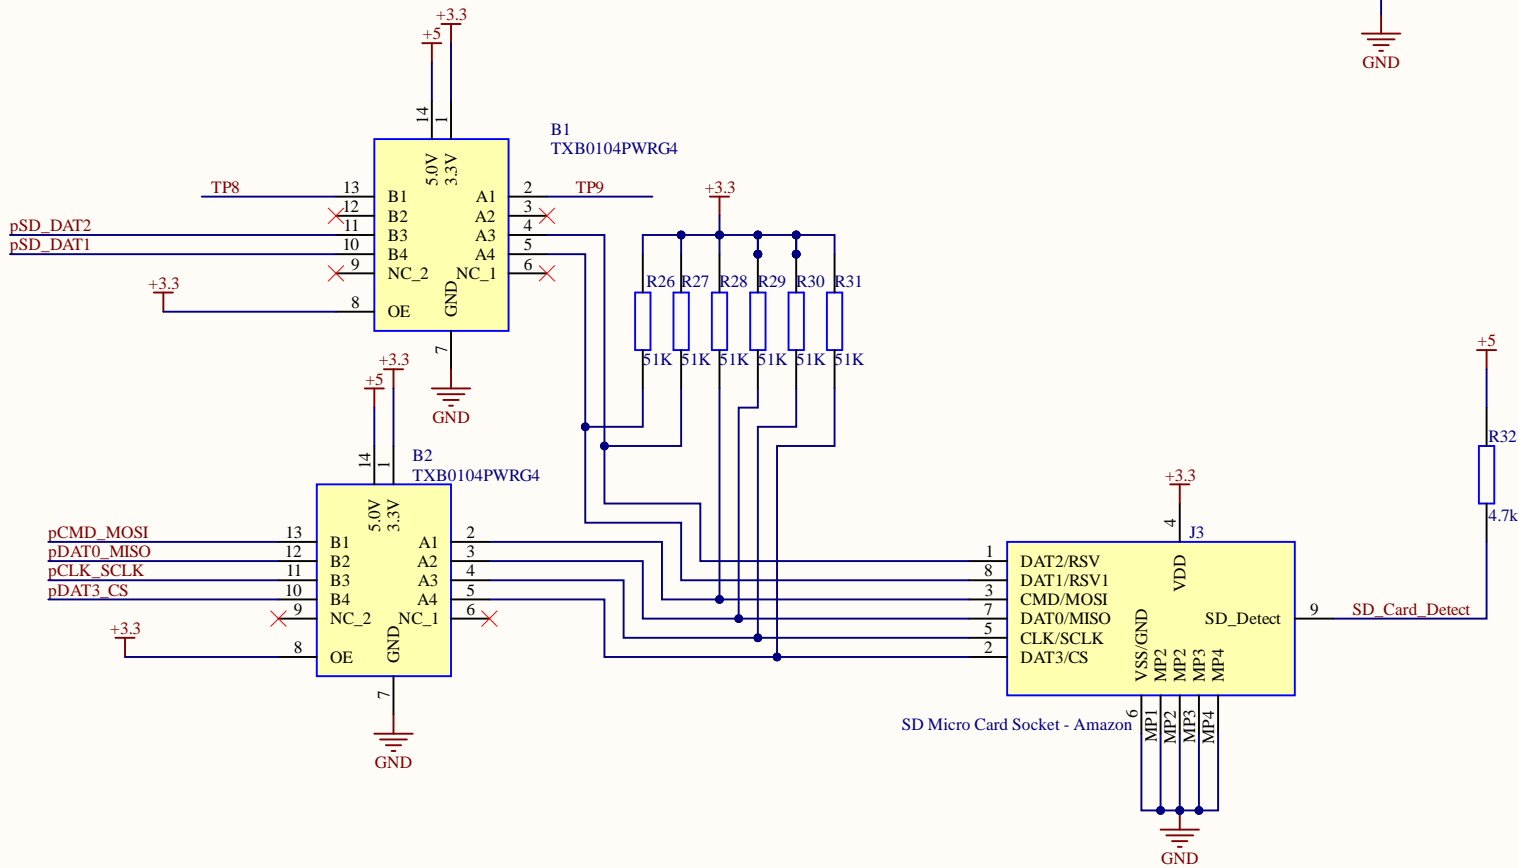 +3.3
+5
GND
14
1
B1
TXB0104PWRG4
5.0V
3.3V
TP8
13
B1
A1
2
TP9
12
B2
A2
3
pSD_DAT2
11
B3
A3
4
pSD_DAT1
10
B4
A4
5
9
NC_2
NC_1
6
+3.3
8
OE
GND
7
GND
+3.3
R26
R27
R28
R29
R30
R31
51K
51K
51K
51K
51K
51K
+3.3
+5
14
1
B2
TXB0104PWRG4
5.0V
3.3V
pCMD_MOSI
13
B1
A1
2
pDAT0_MISO
12
B2
A2
3
pCLK_SCLK
11
B3
A3
4
pDAT3_CS
10
B4
A4
5
9
NC_2
NC_1
6
+3.3
8
OE
GND
7
GND
+3.3
4
J3
VDD
1
DAT2/RSV
8
DAT1/RSV1
3
CMD/MOSI
7
DAT0/MISO
5
CLK/SCLK
2
DAT3/CS
SD_Detect
9
SD_Card_Detect
VSS/GND
MP2
MP2
MP3
MP4
SD Micro Card Socket - Amazon
6
MP1
MP2
MP3
MP4
GND
+5
R32
4.7k